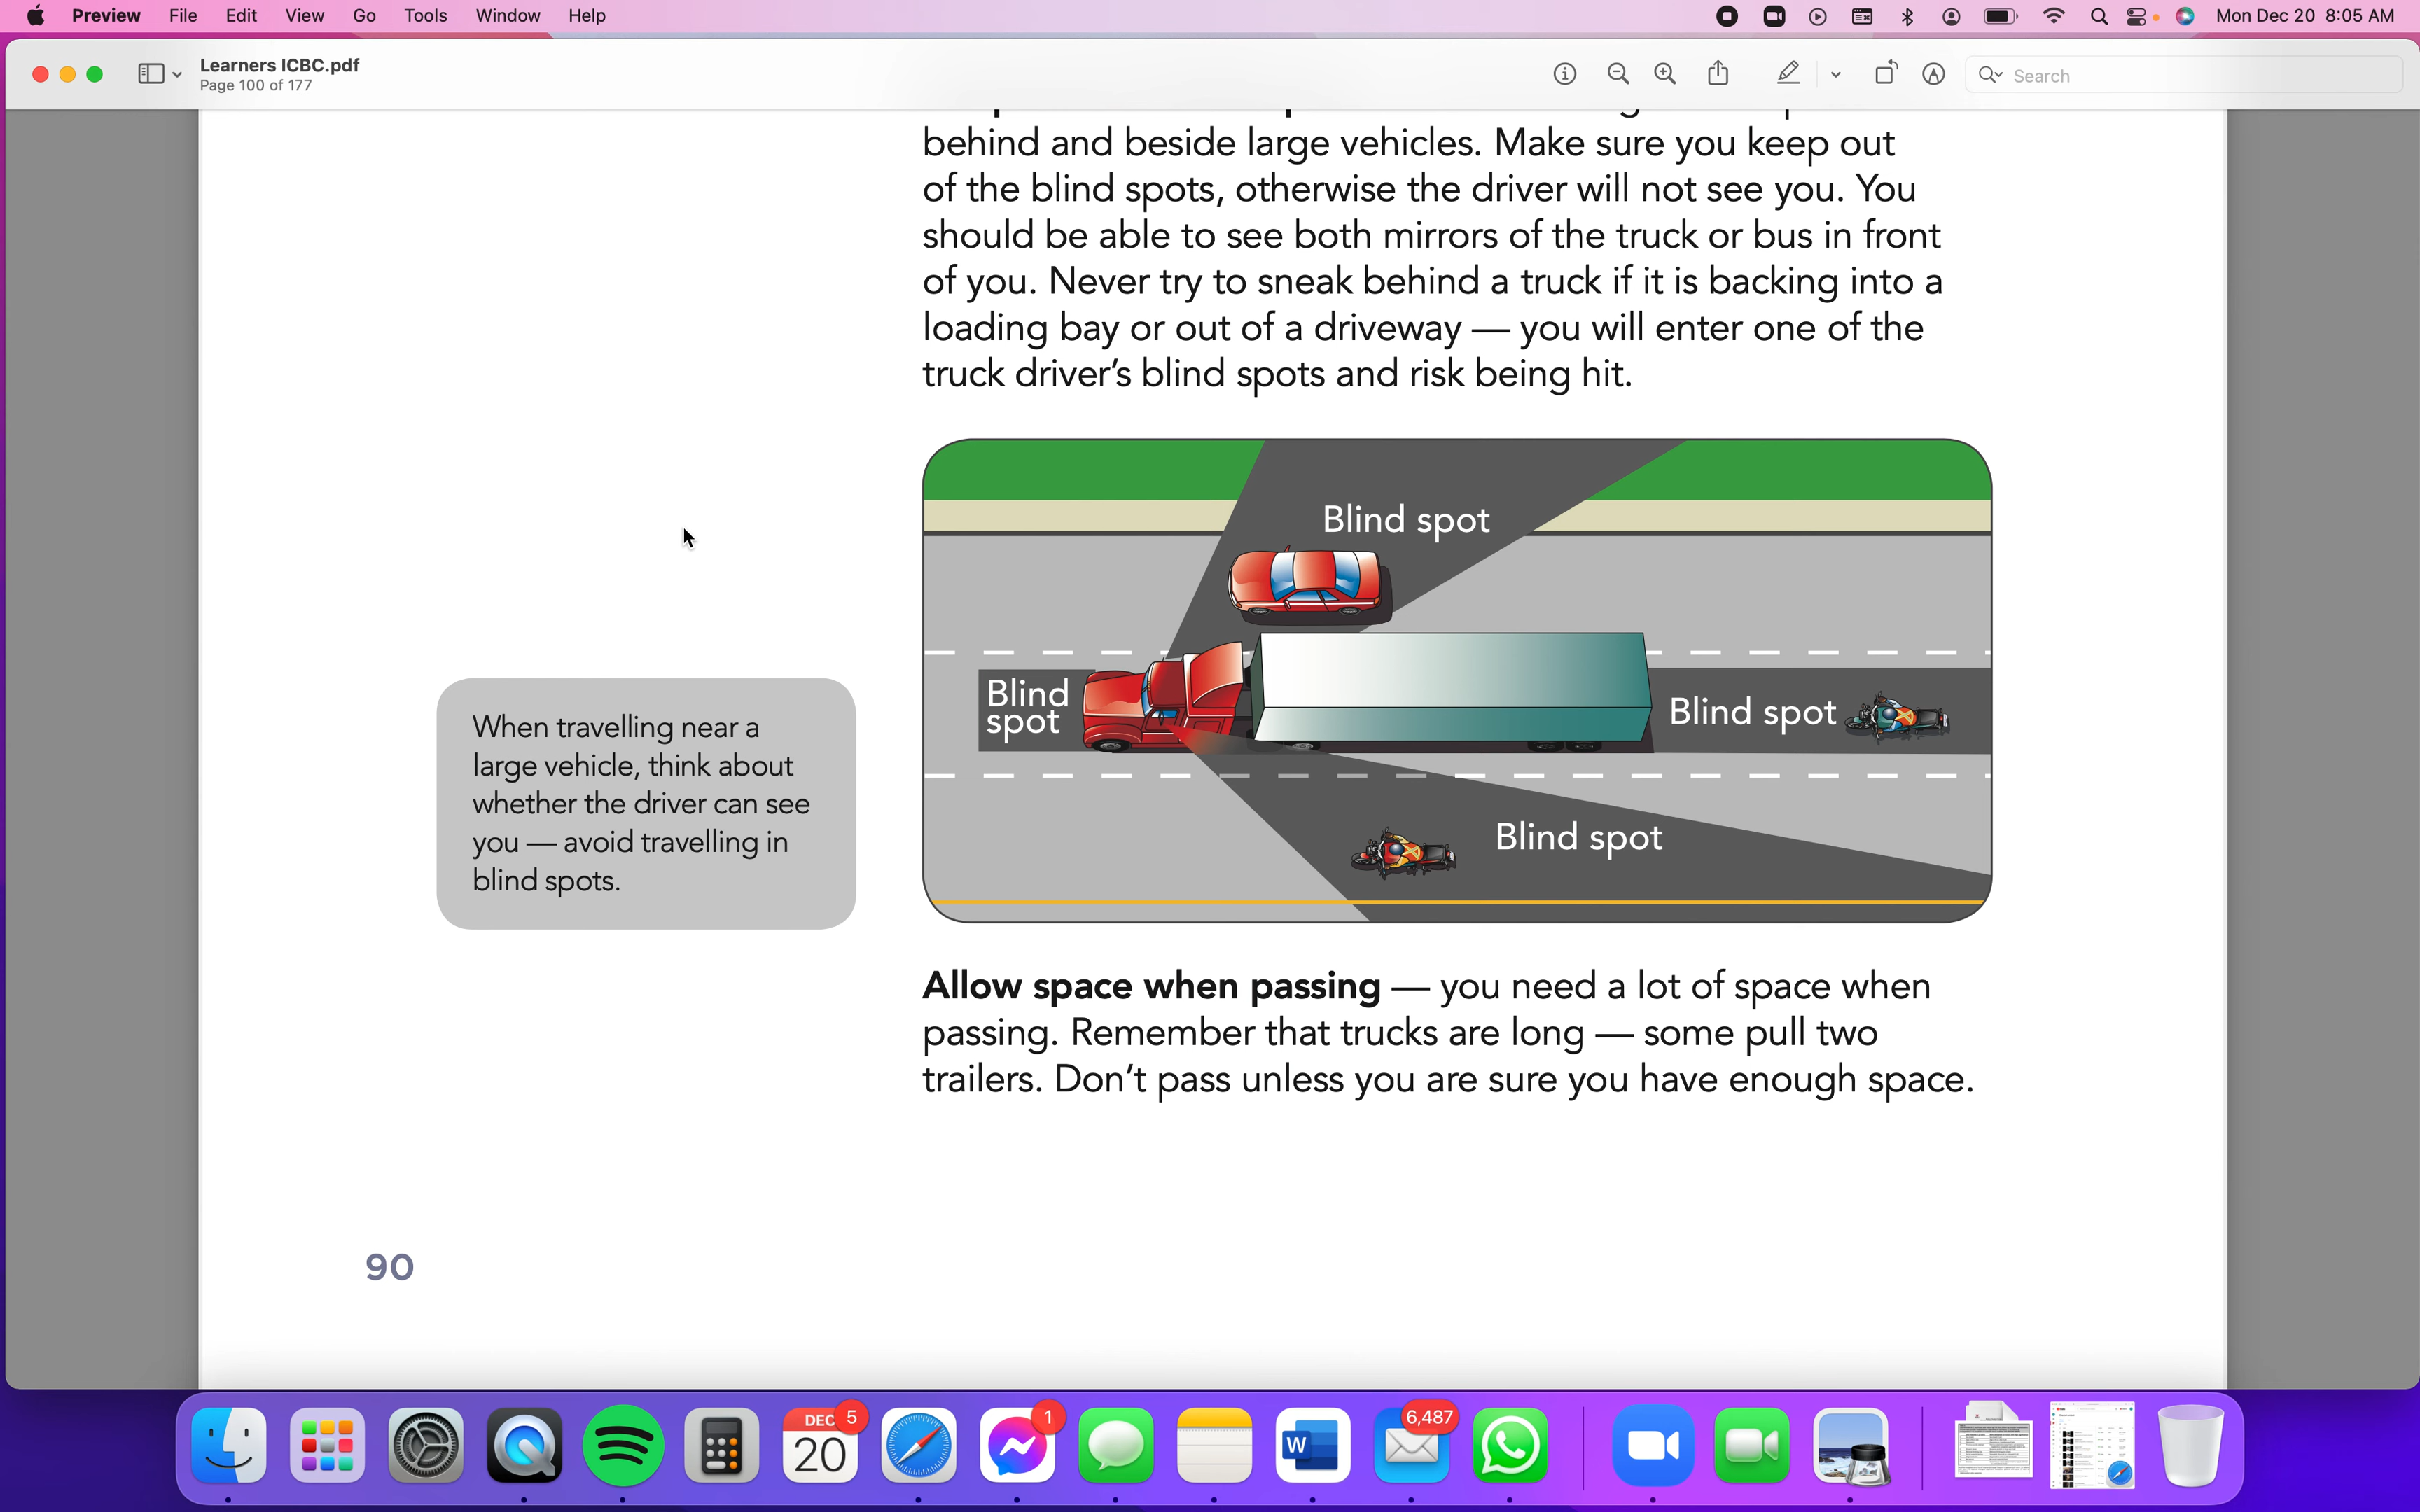 Preview File Edit View Go Tools Window Help
Mon Dec 20 8:05 AM
Learners ICBC.pdf
Page 100 of 177
Search
behind and beside large vehicles. Make sure you keep out
of the blind spots, otherwise the driver will not see you. You
should be able to see both mirrors of the truck or bus in front
of you. Never try to sneak behind a truck if it is backing into a
loading bay or out of a driveway — you will enter one of the
truck driver’s blind spots and risk being hit.
Blind spot
Blind
spot
Blind spot
Blind spot
When travelling near a
large vehicle, think about
whether the driver can see
you — avoid travelling in
blind spots.
Allow space when passing — you need a lot of space when
passing. Remember that trucks are long — some pull two
trailers. Don’t pass unless you are sure you have enough space.
90
DEC 5
20
1
W
6,487